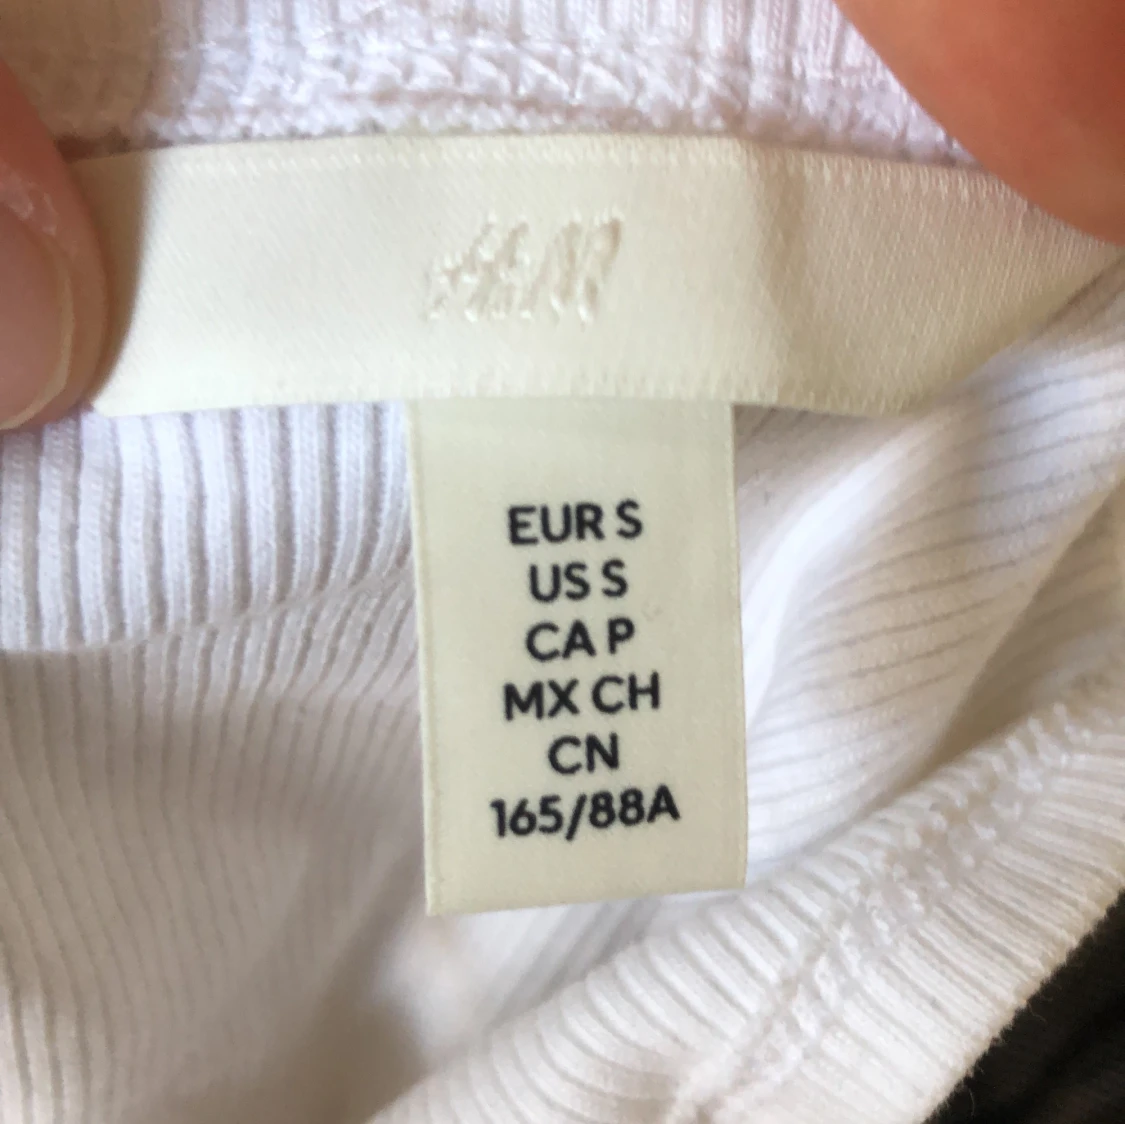 H&M
EUR S
US S
CA P
MX CH
CN
165/88A